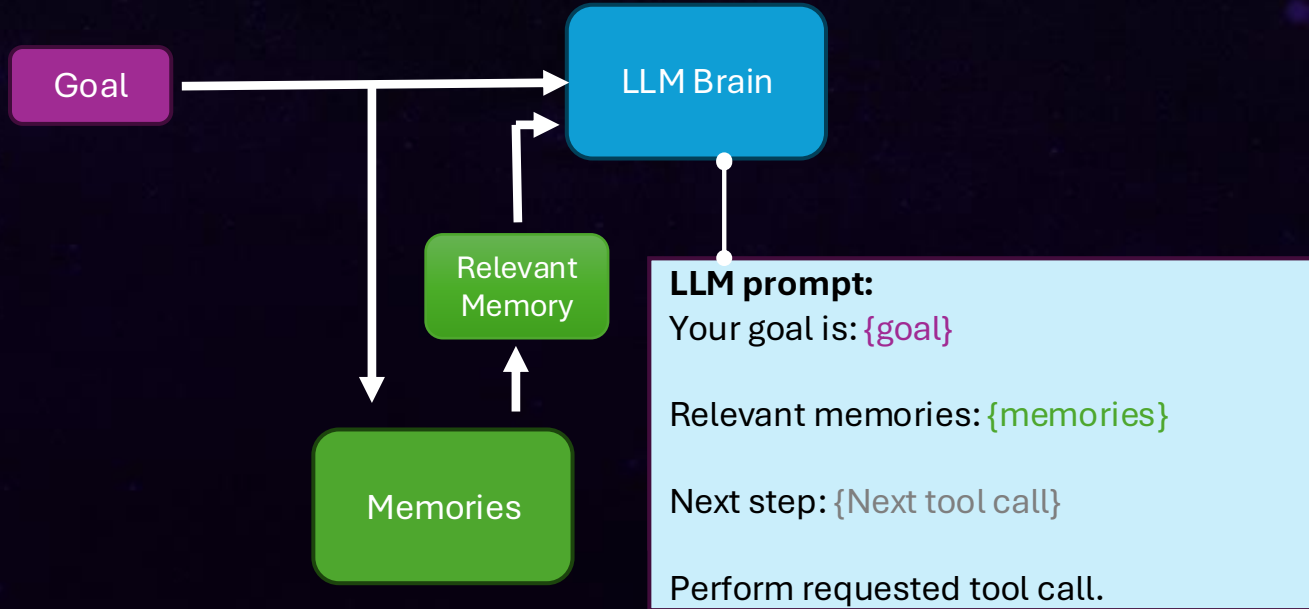 Goal
LLM Brain
Relevant
Memory
Memories
LLM prompt:
Your goal is: {goal}
Relevant memories: {memories}
Next step: {Next tool call}
Perform requested tool call.